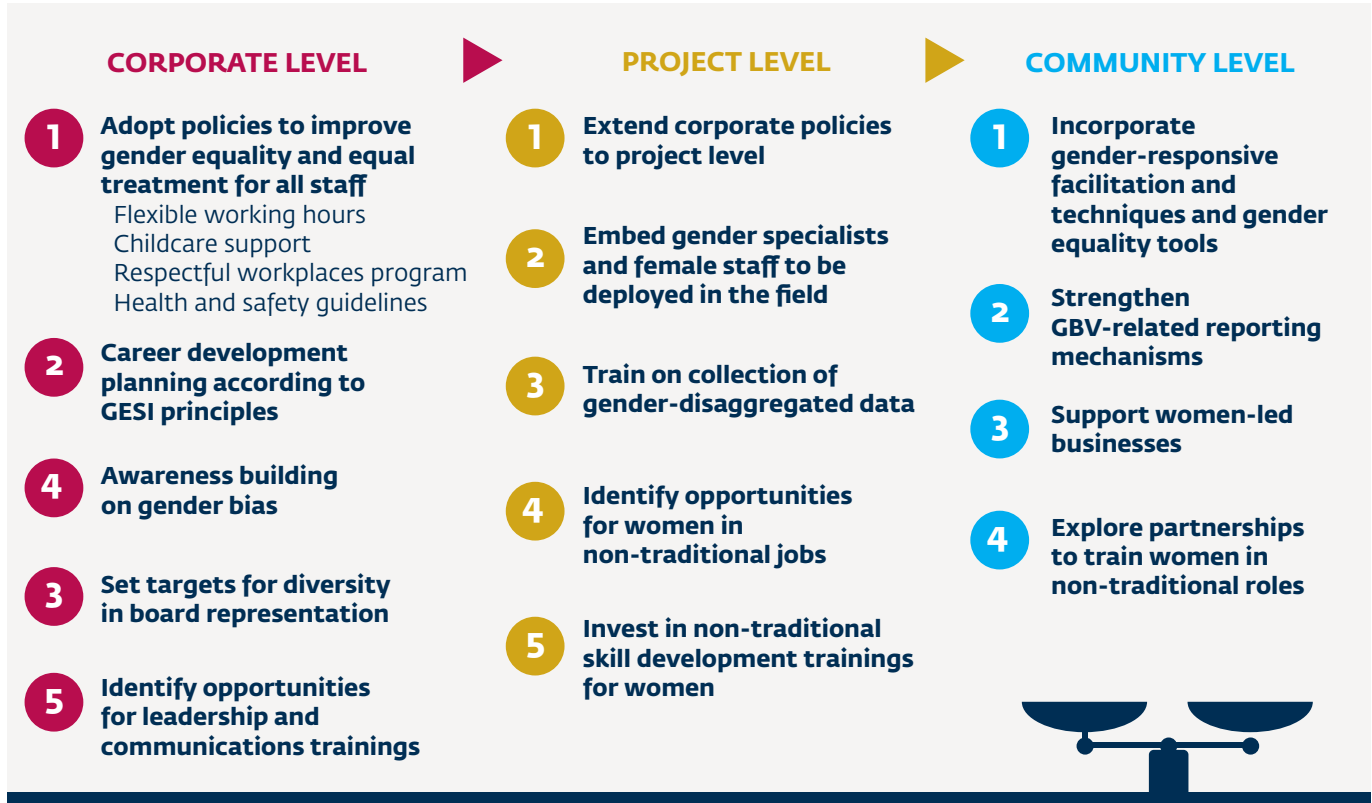 CORPORATE LEVEL
1
Adopt policies to improve
gender equality and equal
treatment for all staff
Flexible working hours
Childcare support
Respectful workplaces program
Health and safety guidelines
2
Career development
planning according to
GESI principles
4
Awareness building
on gender bias
3
Set targets for diversity
in board representation
5
Identify opportunities
for leadership and
communications trainings
PROJECT LEVEL
1
Extend corporate policies
to project level
2
Embed gender specialists
and female staff to be
deployed in the field
3
Train on collection of
gender-disaggregated data
4
Identify opportunities
for women in
non-traditional jobs
5
Invest in non-traditional
skill development trainings
for women
COMMUNITY LEVEL
1
Incorporate
gender-responsive
facilitation and
techniques and gender
equality tools
2
Strengthen
GBV-related reporting
mechanisms
3
Support women-led
businesses
4
Explore partnerships
to train women in
non-traditional roles